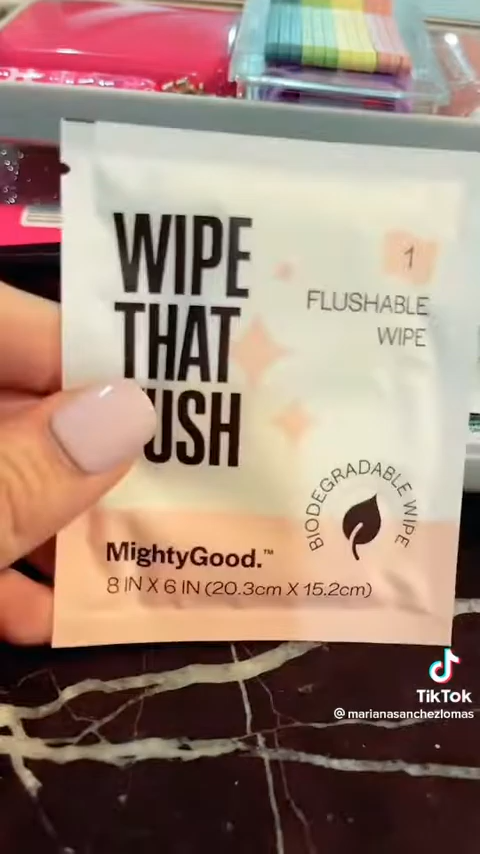 WIPE
THAT
USH
1
FLUSHABLE
WIPE
BIODEGRADABLE WIPE
MightyGood.™
8 IN X 6 IN (20.3cm X 15.2cm)
TikTok
@marianasanchezlomas